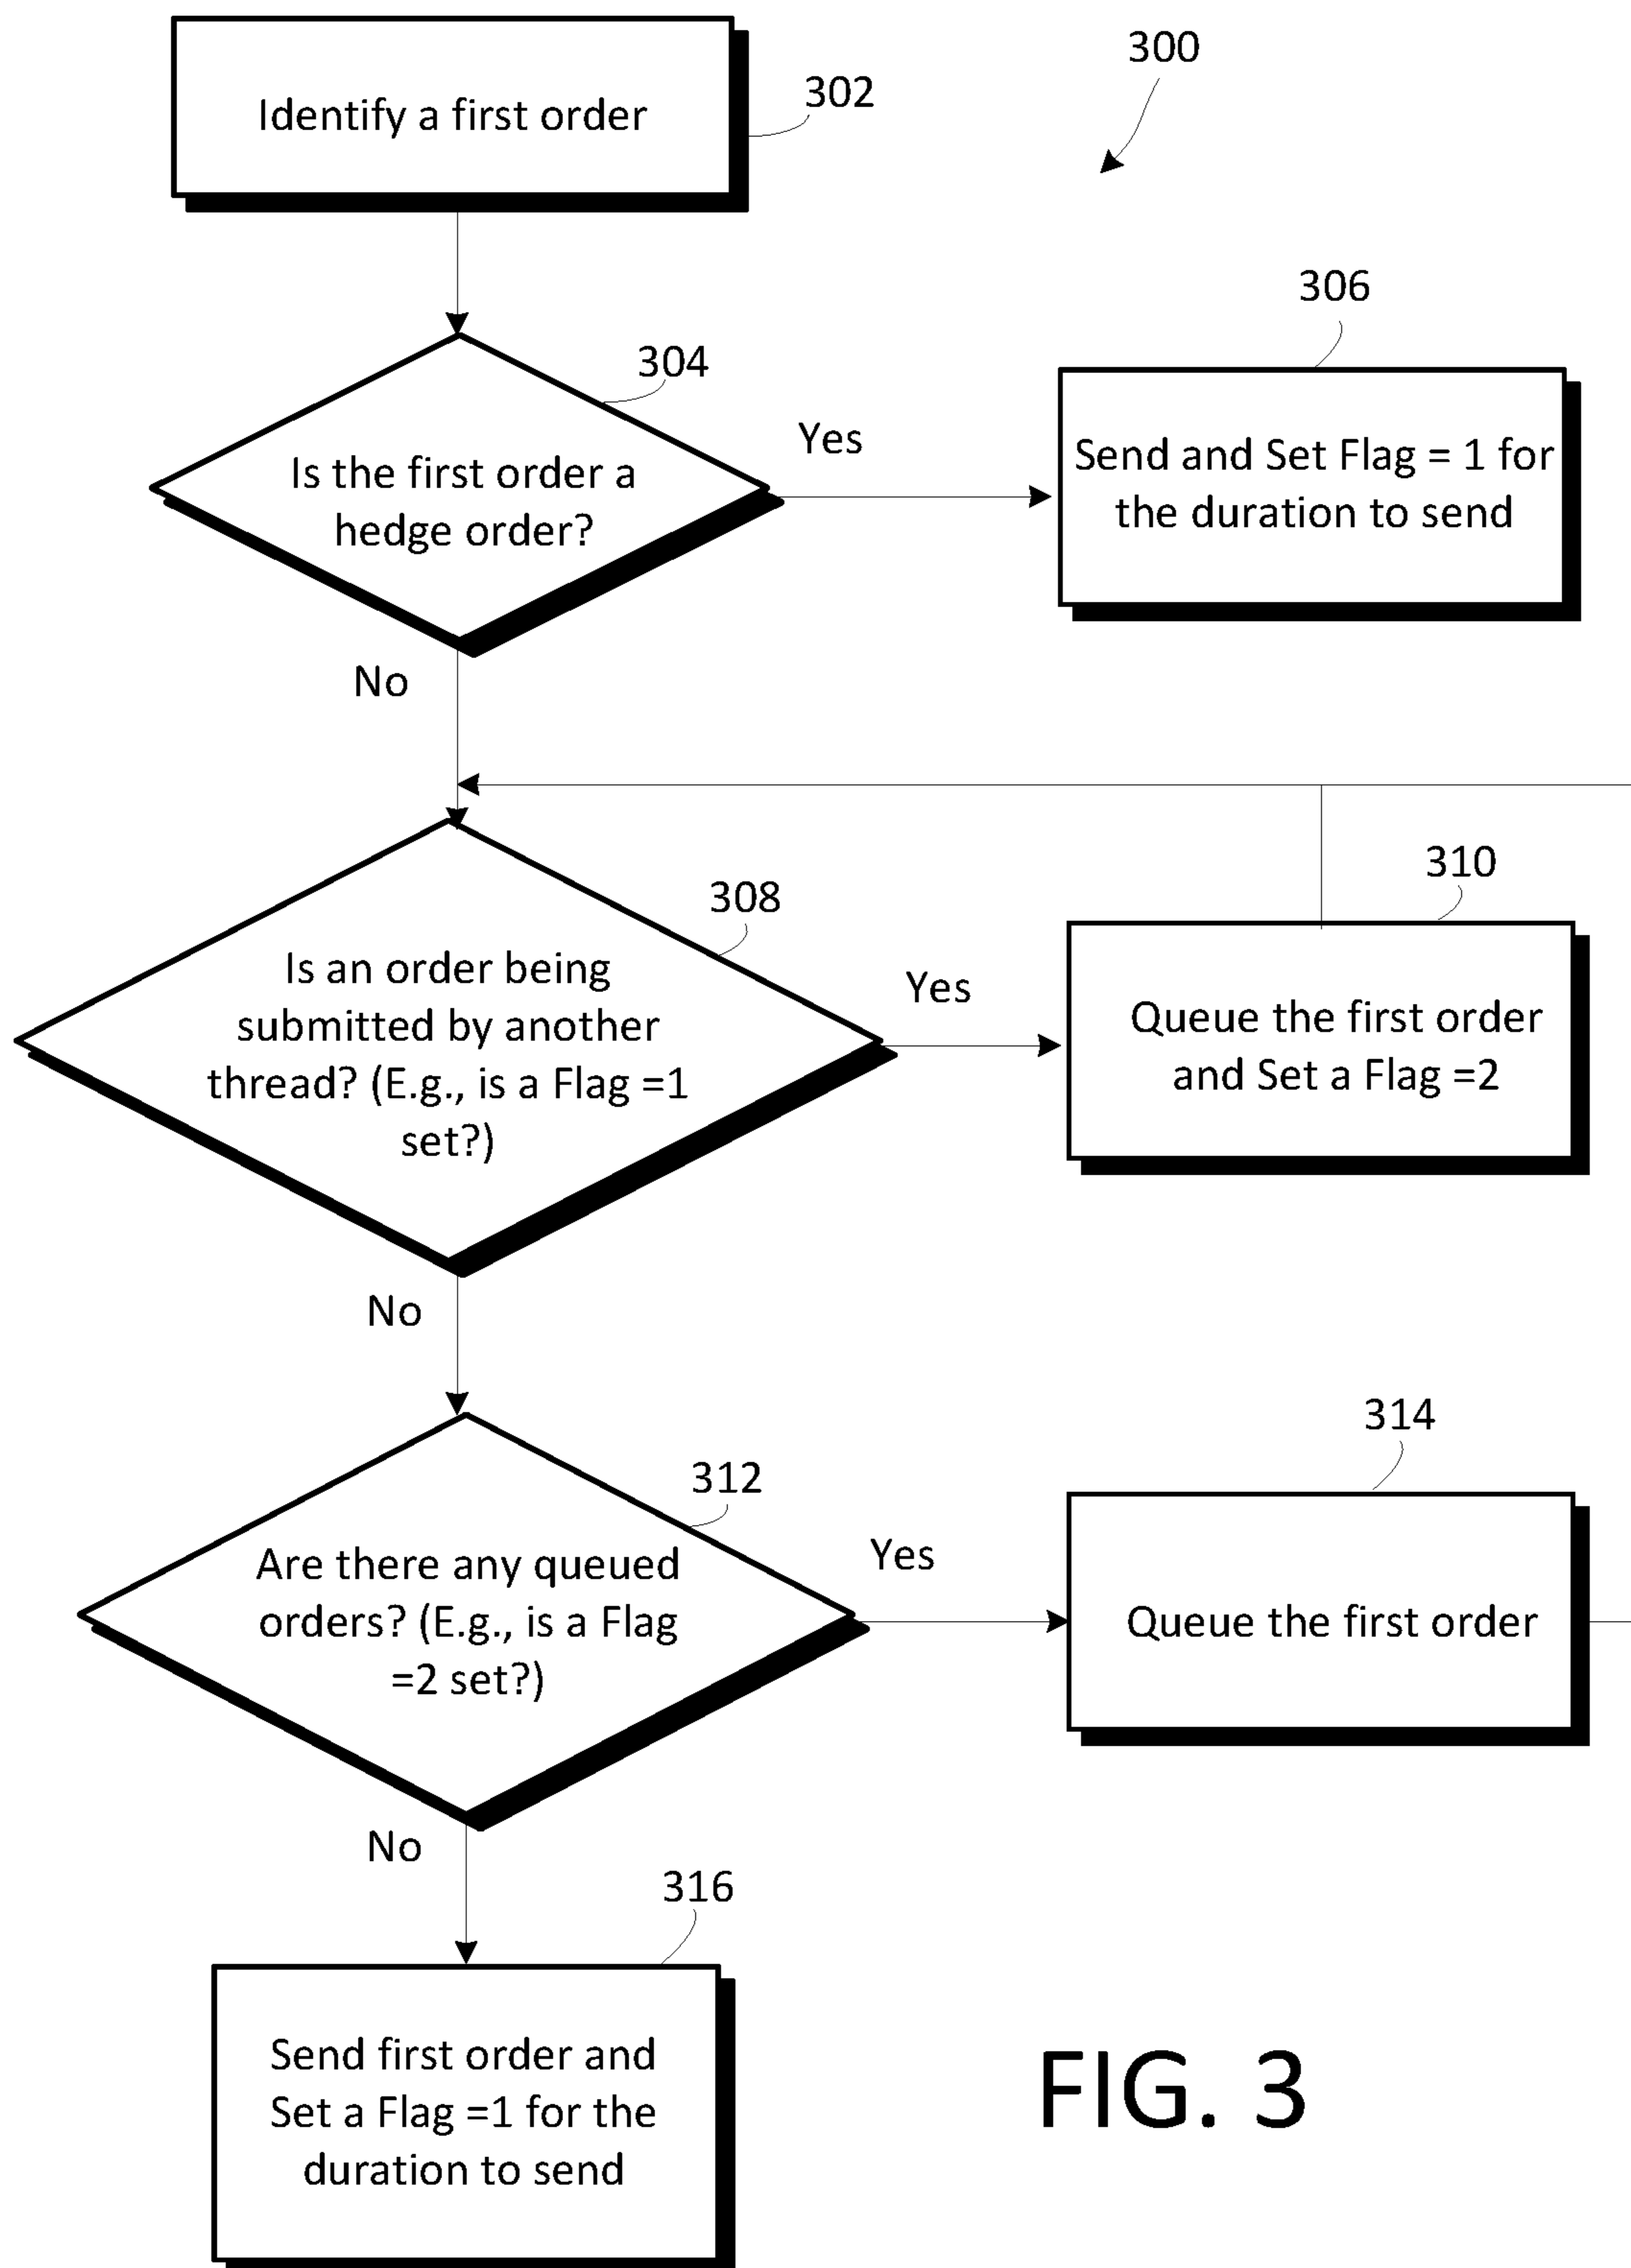 300
Identify a first order
302
304
306
Is the first order a
hedge order?
Yes
Send and Set Flag = 1 for
the duration to send
No
308
310
Is an order being
submitted by another
thread? (E.g., is a Flag =1
set?)
Yes
Queue the first order
and Set a Flag =2
No
312
314
Are there any queued
orders? (E.g., is a Flag
=2 set?)
Yes
Queue the first order
No
316
Send first order and
Set a Flag =1 for the
duration to send
FIG. 3